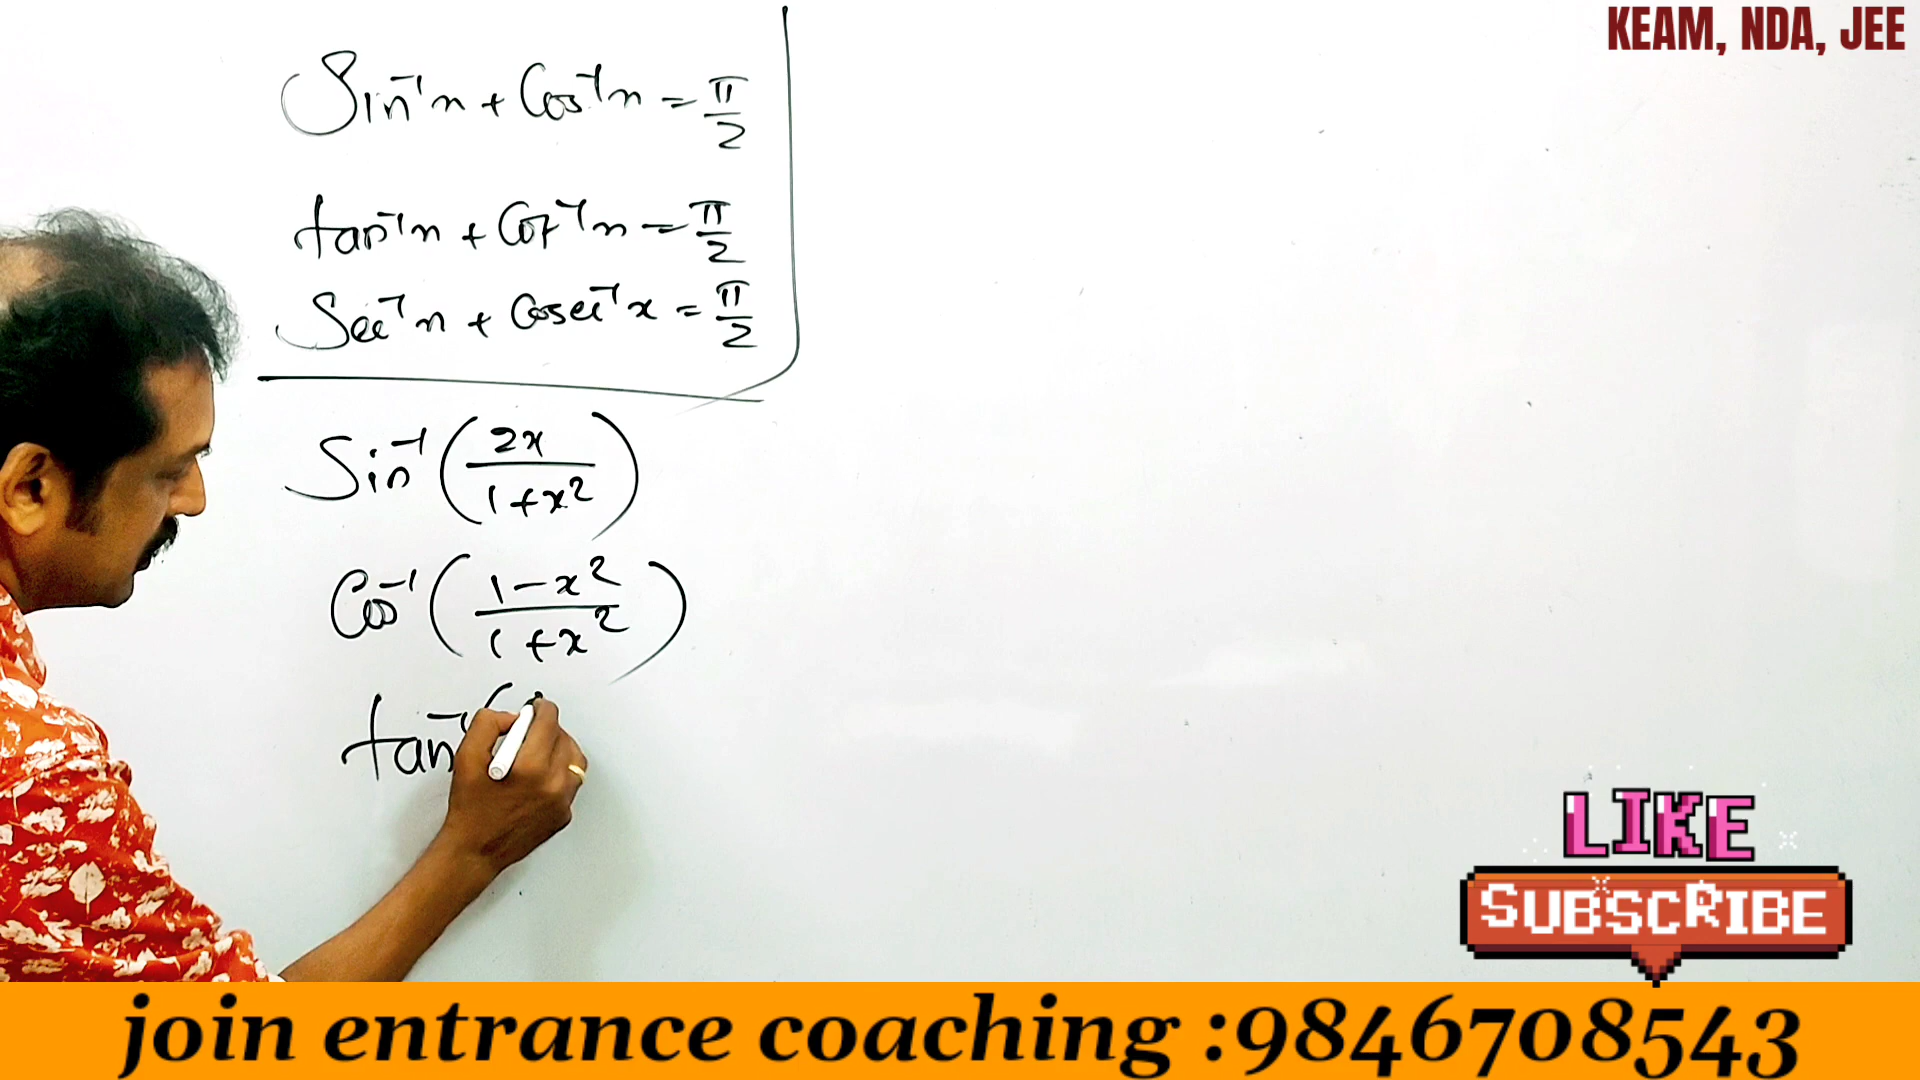 KEAM, NDA, JEE
Sin⁻¹x + Cos⁻¹x = π/2
tan⁻¹x + Cot⁻¹x = π/2
Sec⁻¹x + Cosec⁻¹x = π/2
Sin⁻¹(2x/(1+x²))
Cos⁻¹((1-x²)/(1+x²))
tan⁻¹(
LIKE
SUBSCRIBE
join entrance coaching :9846708543